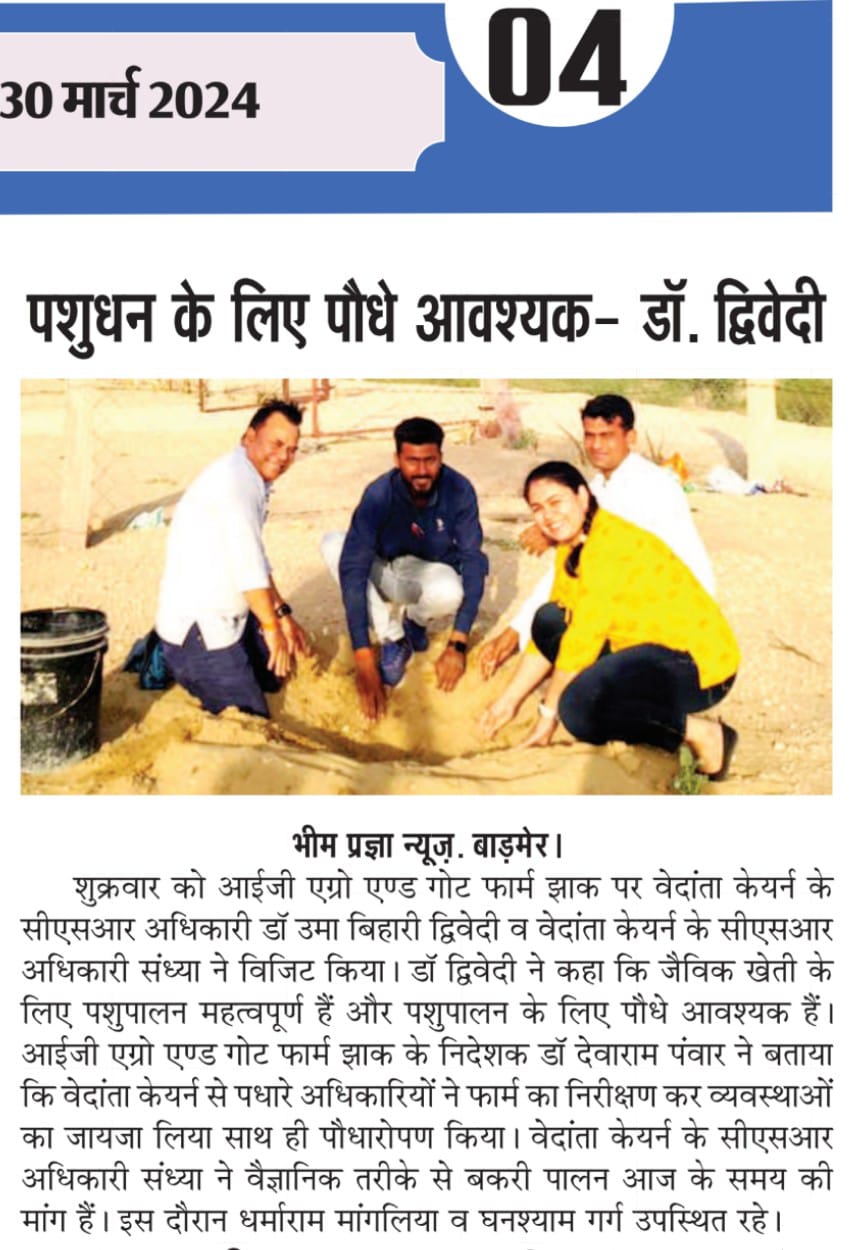 30 मार्च 2024
04
पशुधन के लिए पौधे आवश्यक- डॉ. द्विवेदी
भीम प्रज्ञा न्यूज़. बाड़मेर।
शुक्रवार को आईजी एग्रो एण्ड गोट फार्म झाक पर वेदांता केयर्न के
सीएसआर अधिकारी डॉ उमा बिहारी द्विवेदी व वेदांता केयर्न के सीएसआर
अधिकारी संध्या ने विजिट किया। डॉ द्विवेदी ने कहा कि जैविक खेती के
लिए पशुपालन महत्वपूर्ण हैं और पशुपालन के लिए पौधे आवश्यक हैं।
आईजी एग्रो एण्ड गोट फार्म झाक के निदेशक डॉ देवाराम पंवार ने बताया
कि वेदांता केयर्न से पधारे अधिकारियों ने फार्म का निरीक्षण कर व्यवस्थाओं
का जायजा लिया साथ ही पौधारोपण किया। वेदांता केयर्न के सीएसआर
अधिकारी संध्या ने वैज्ञानिक तरीके से बकरी पालन आज के समय की
मांग हैं। इस दौरान धर्माराम मांगलिया व घनश्याम गर्ग उपस्थित रहे।